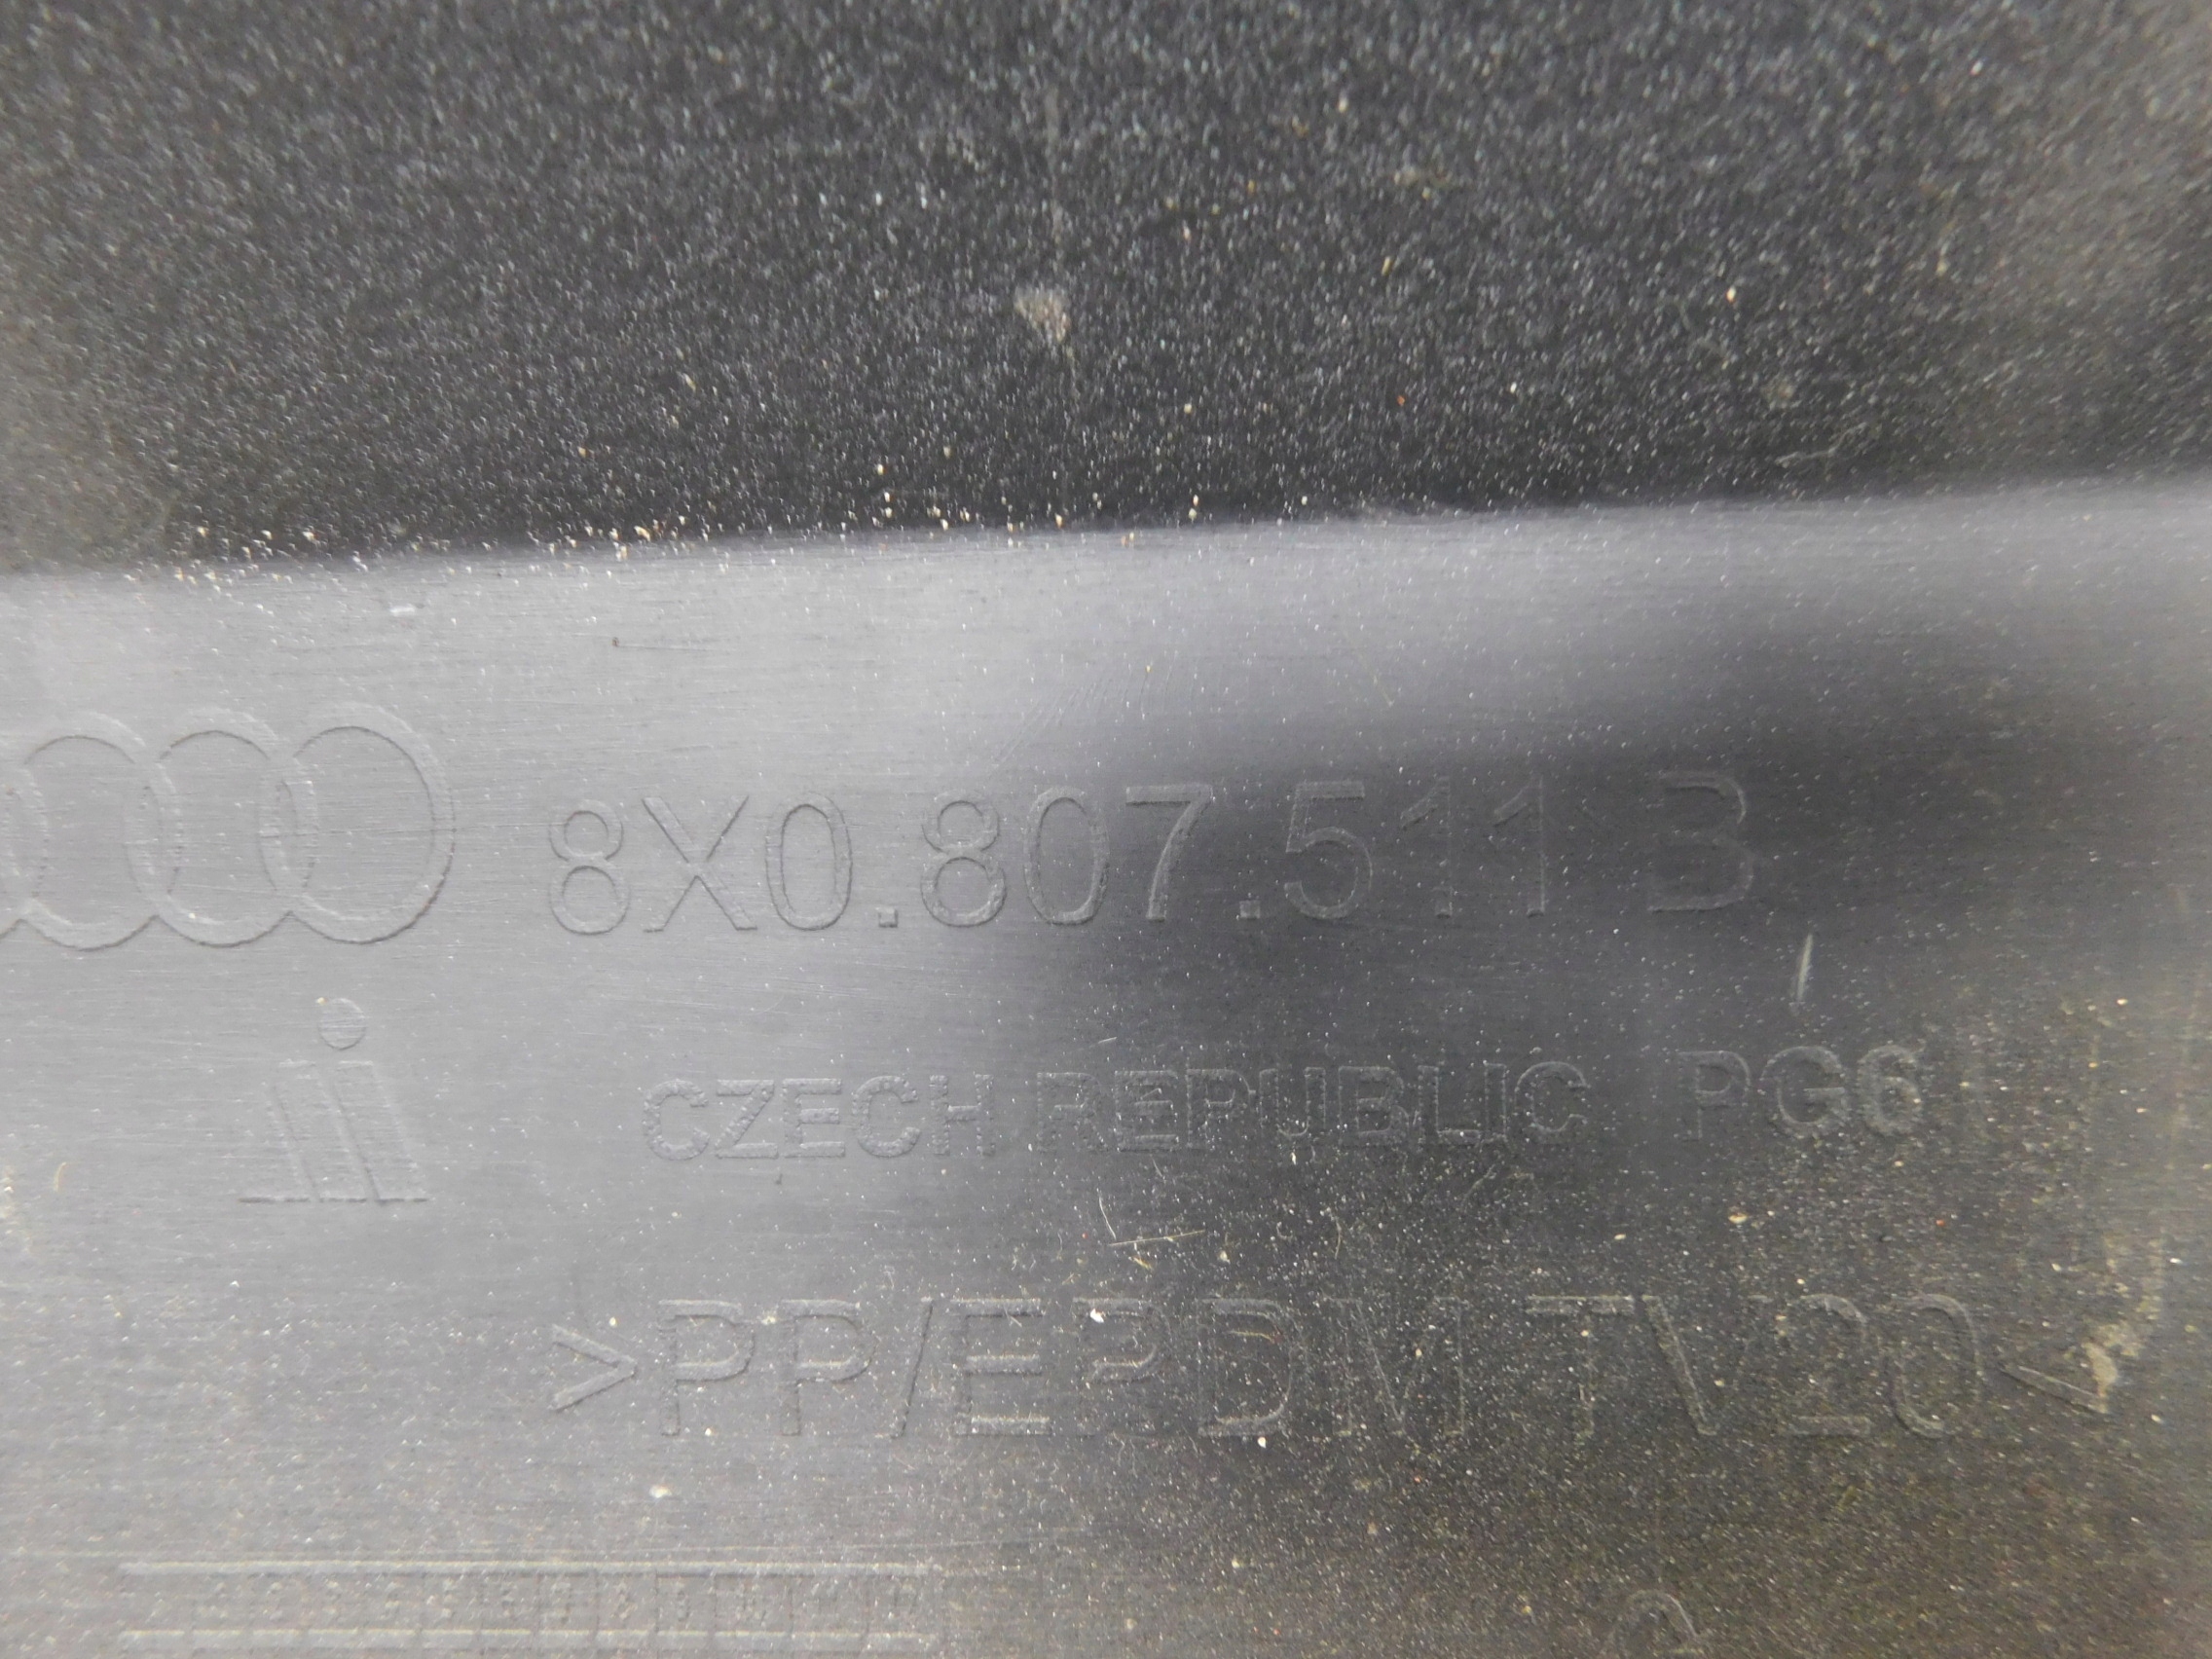 8X0.807.511 B
CZECH REPUBLIC PG6
>PP/EPDM TV20<